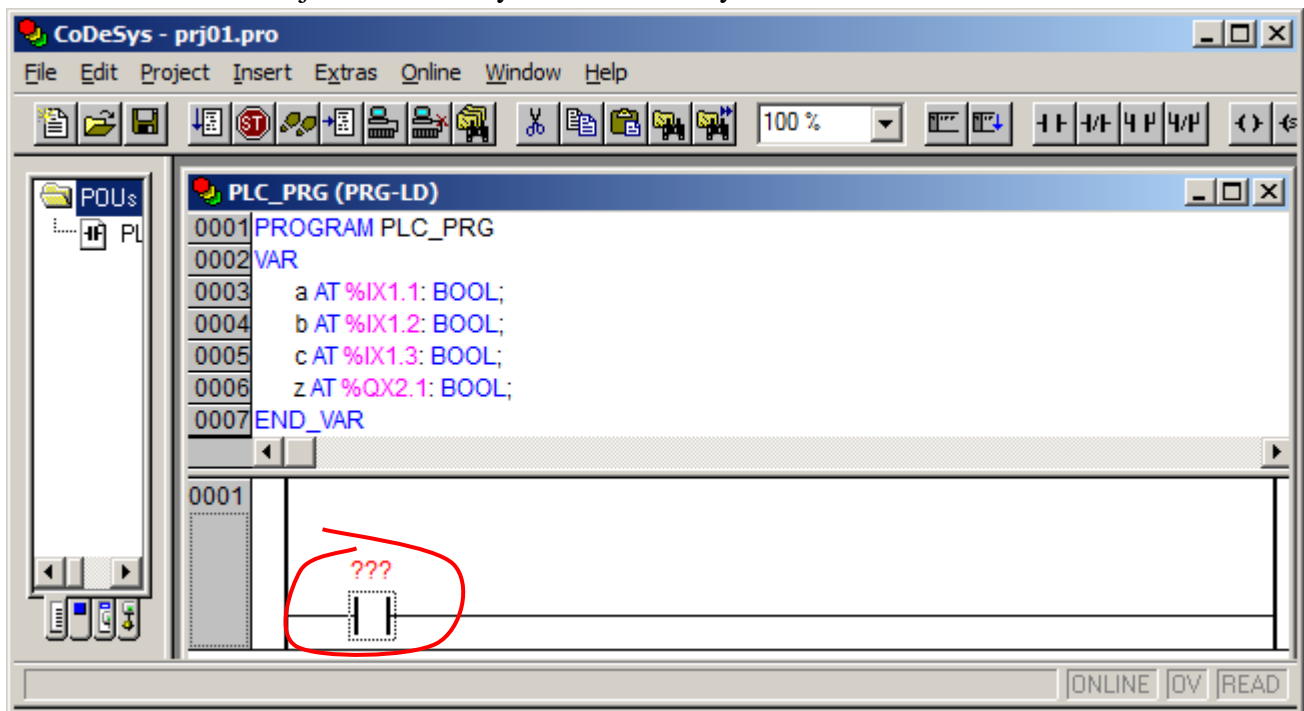 CoDeSys - prj01.pro
File Edit Project Insert Extras Online Window Help
ST 100 %
POUs
PL
PLC_PRG (PRG-LD)
0001 PROGRAM PLC_PRG
0002 VAR
0003 a AT %IX1.1: BOOL;
0004 b AT %IX1.2: BOOL;
0005 c AT %IX1.3: BOOL;
0006 z AT %QX2.1: BOOL;
0007 END_VAR
0001
???
ONLINE OV READ